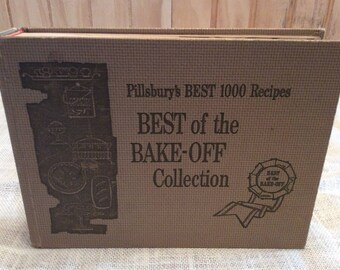 Pillsbury's BEST 1000 Recipes
BEST of the
BAKE-OFF
Collection
BEST
of the
BAKE-OFF